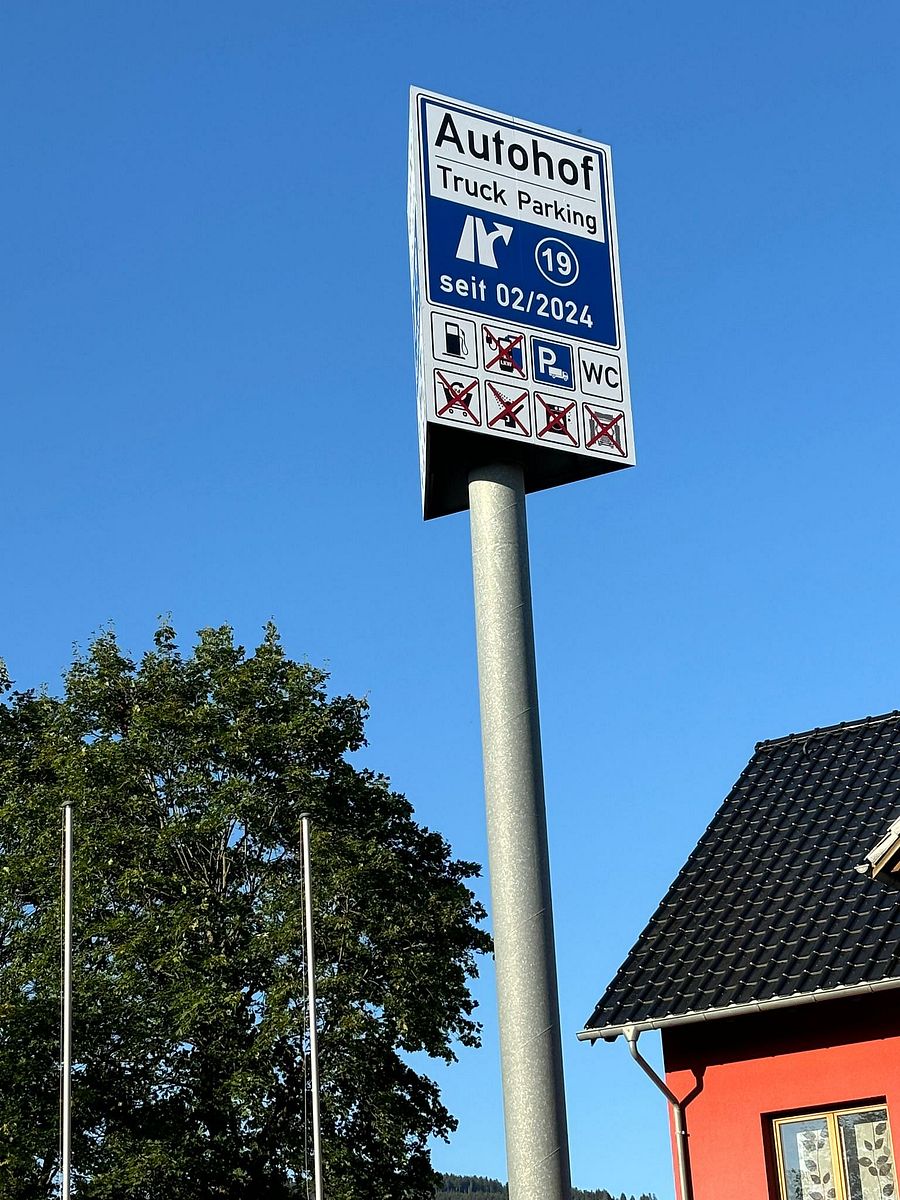 Autohof
Truck Parking
19
seit 02/2024
P WC